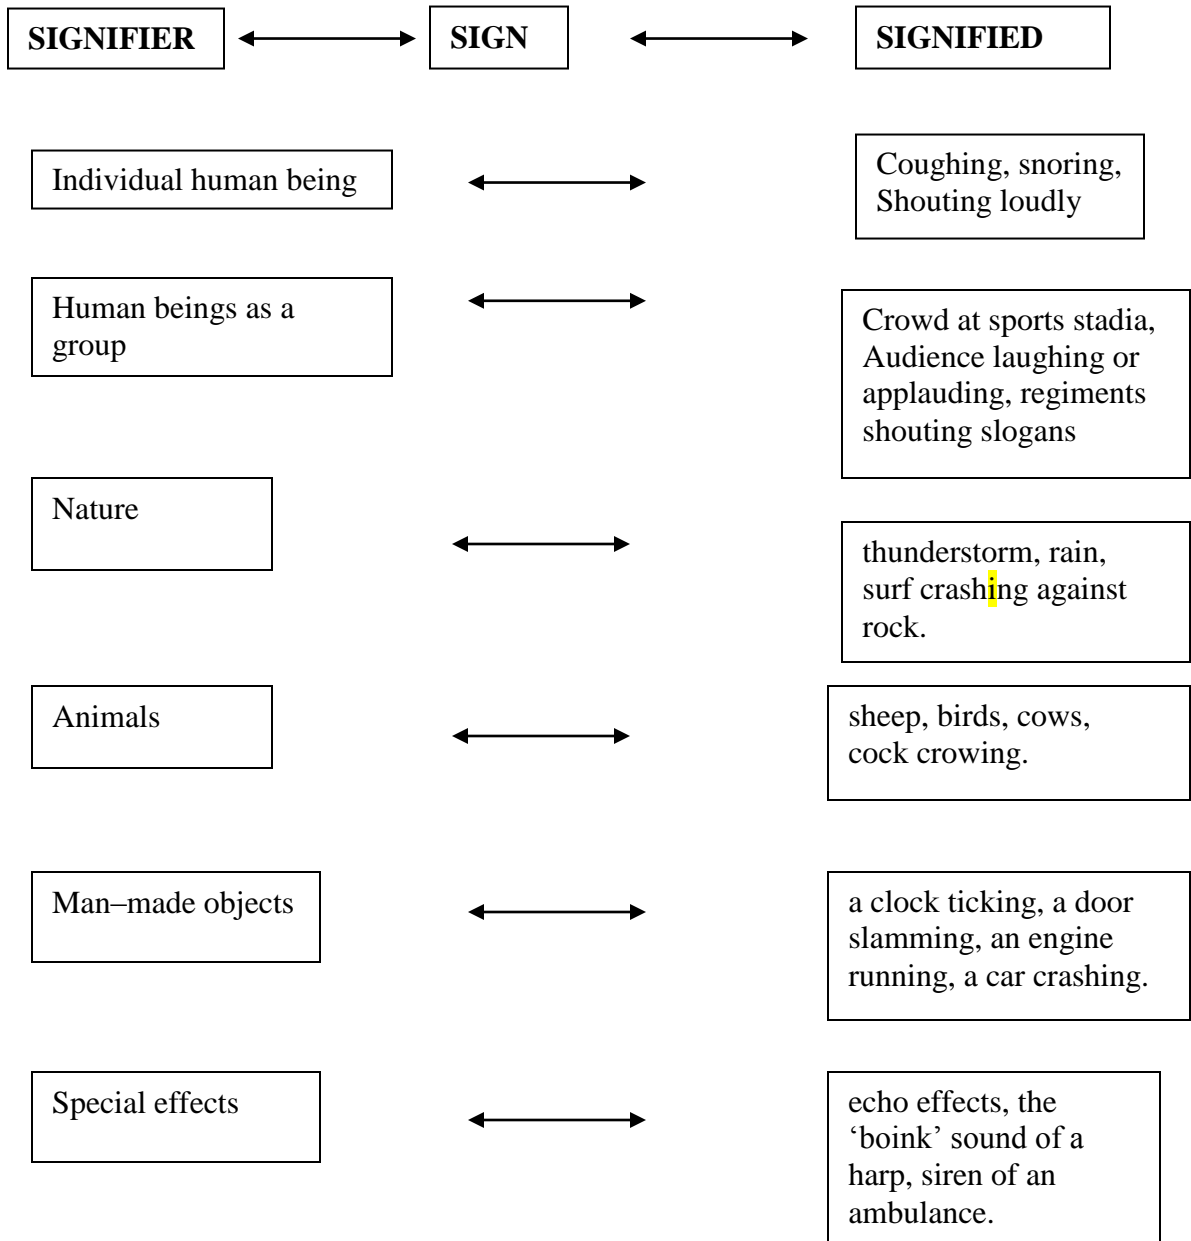 SIGNIFIER SIGN SIGNIFIED
Individual human being
Coughing, snoring,
Shouting loudly
Human beings as a
group
Crowd at sports stadia,
Audience laughing or
applauding, regiments
shouting slogans
Nature
thunderstorm, rain,
surf crashing against
rock.
Animals
sheep, birds, cows,
cock crowing.
Man–made objects
a clock ticking, a door
slamming, an engine
running, a car crashing.
Special effects
echo effects, the
‘boink’ sound of a
harp, siren of an
ambulance.